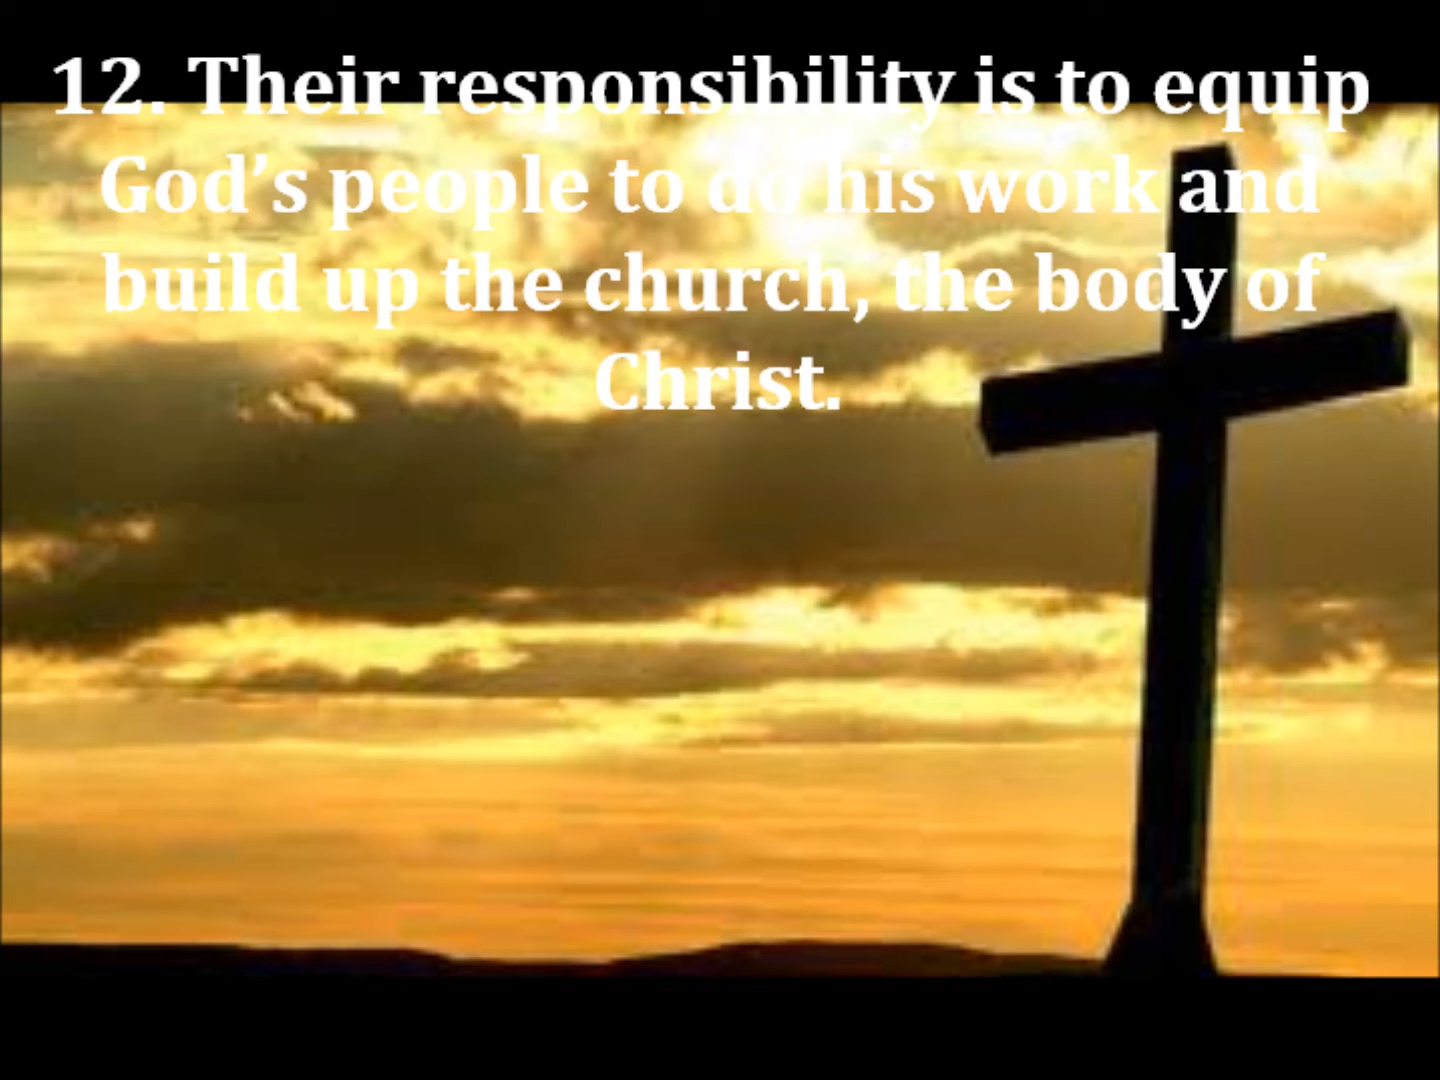 12. Their responsibility is to equip
God’s people to do his work and
build up the church, the body of
Christ.